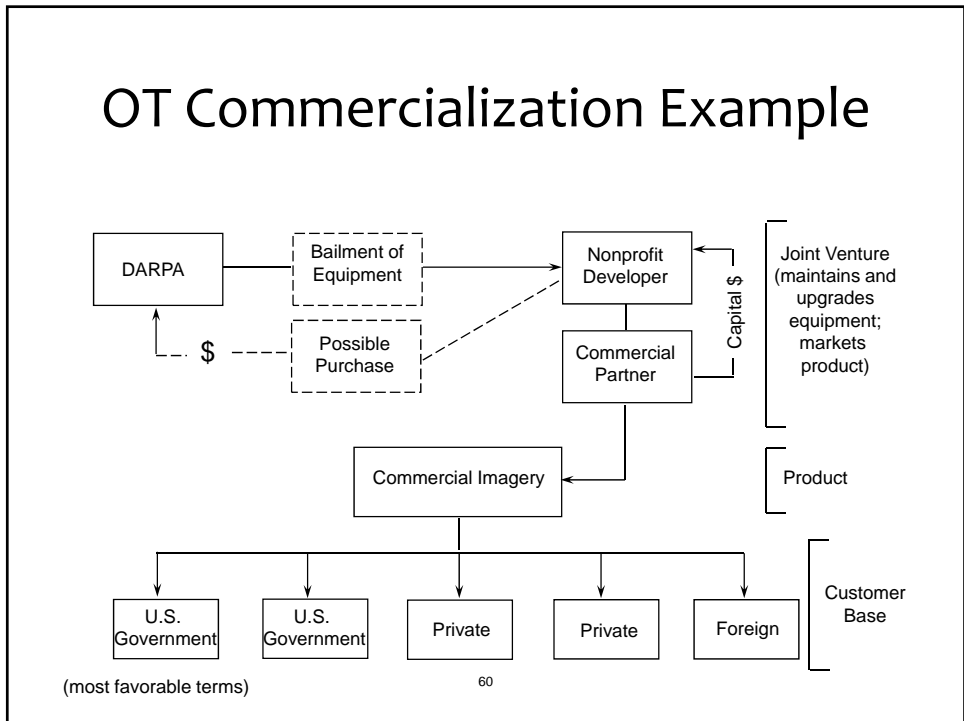 OT Commercialization Example
DARPA
Bailment of
Equipment
Nonprofit
Developer
Capital $
Joint Venture
(maintains and
upgrades
equipment;
markets
product)
$
Possible
Purchase
Commercial
Partner
Commercial Imagery
Product
U.S.
Government
U.S.
Government
Private
Private
Foreign
Customer
Base
(most favorable terms)
60